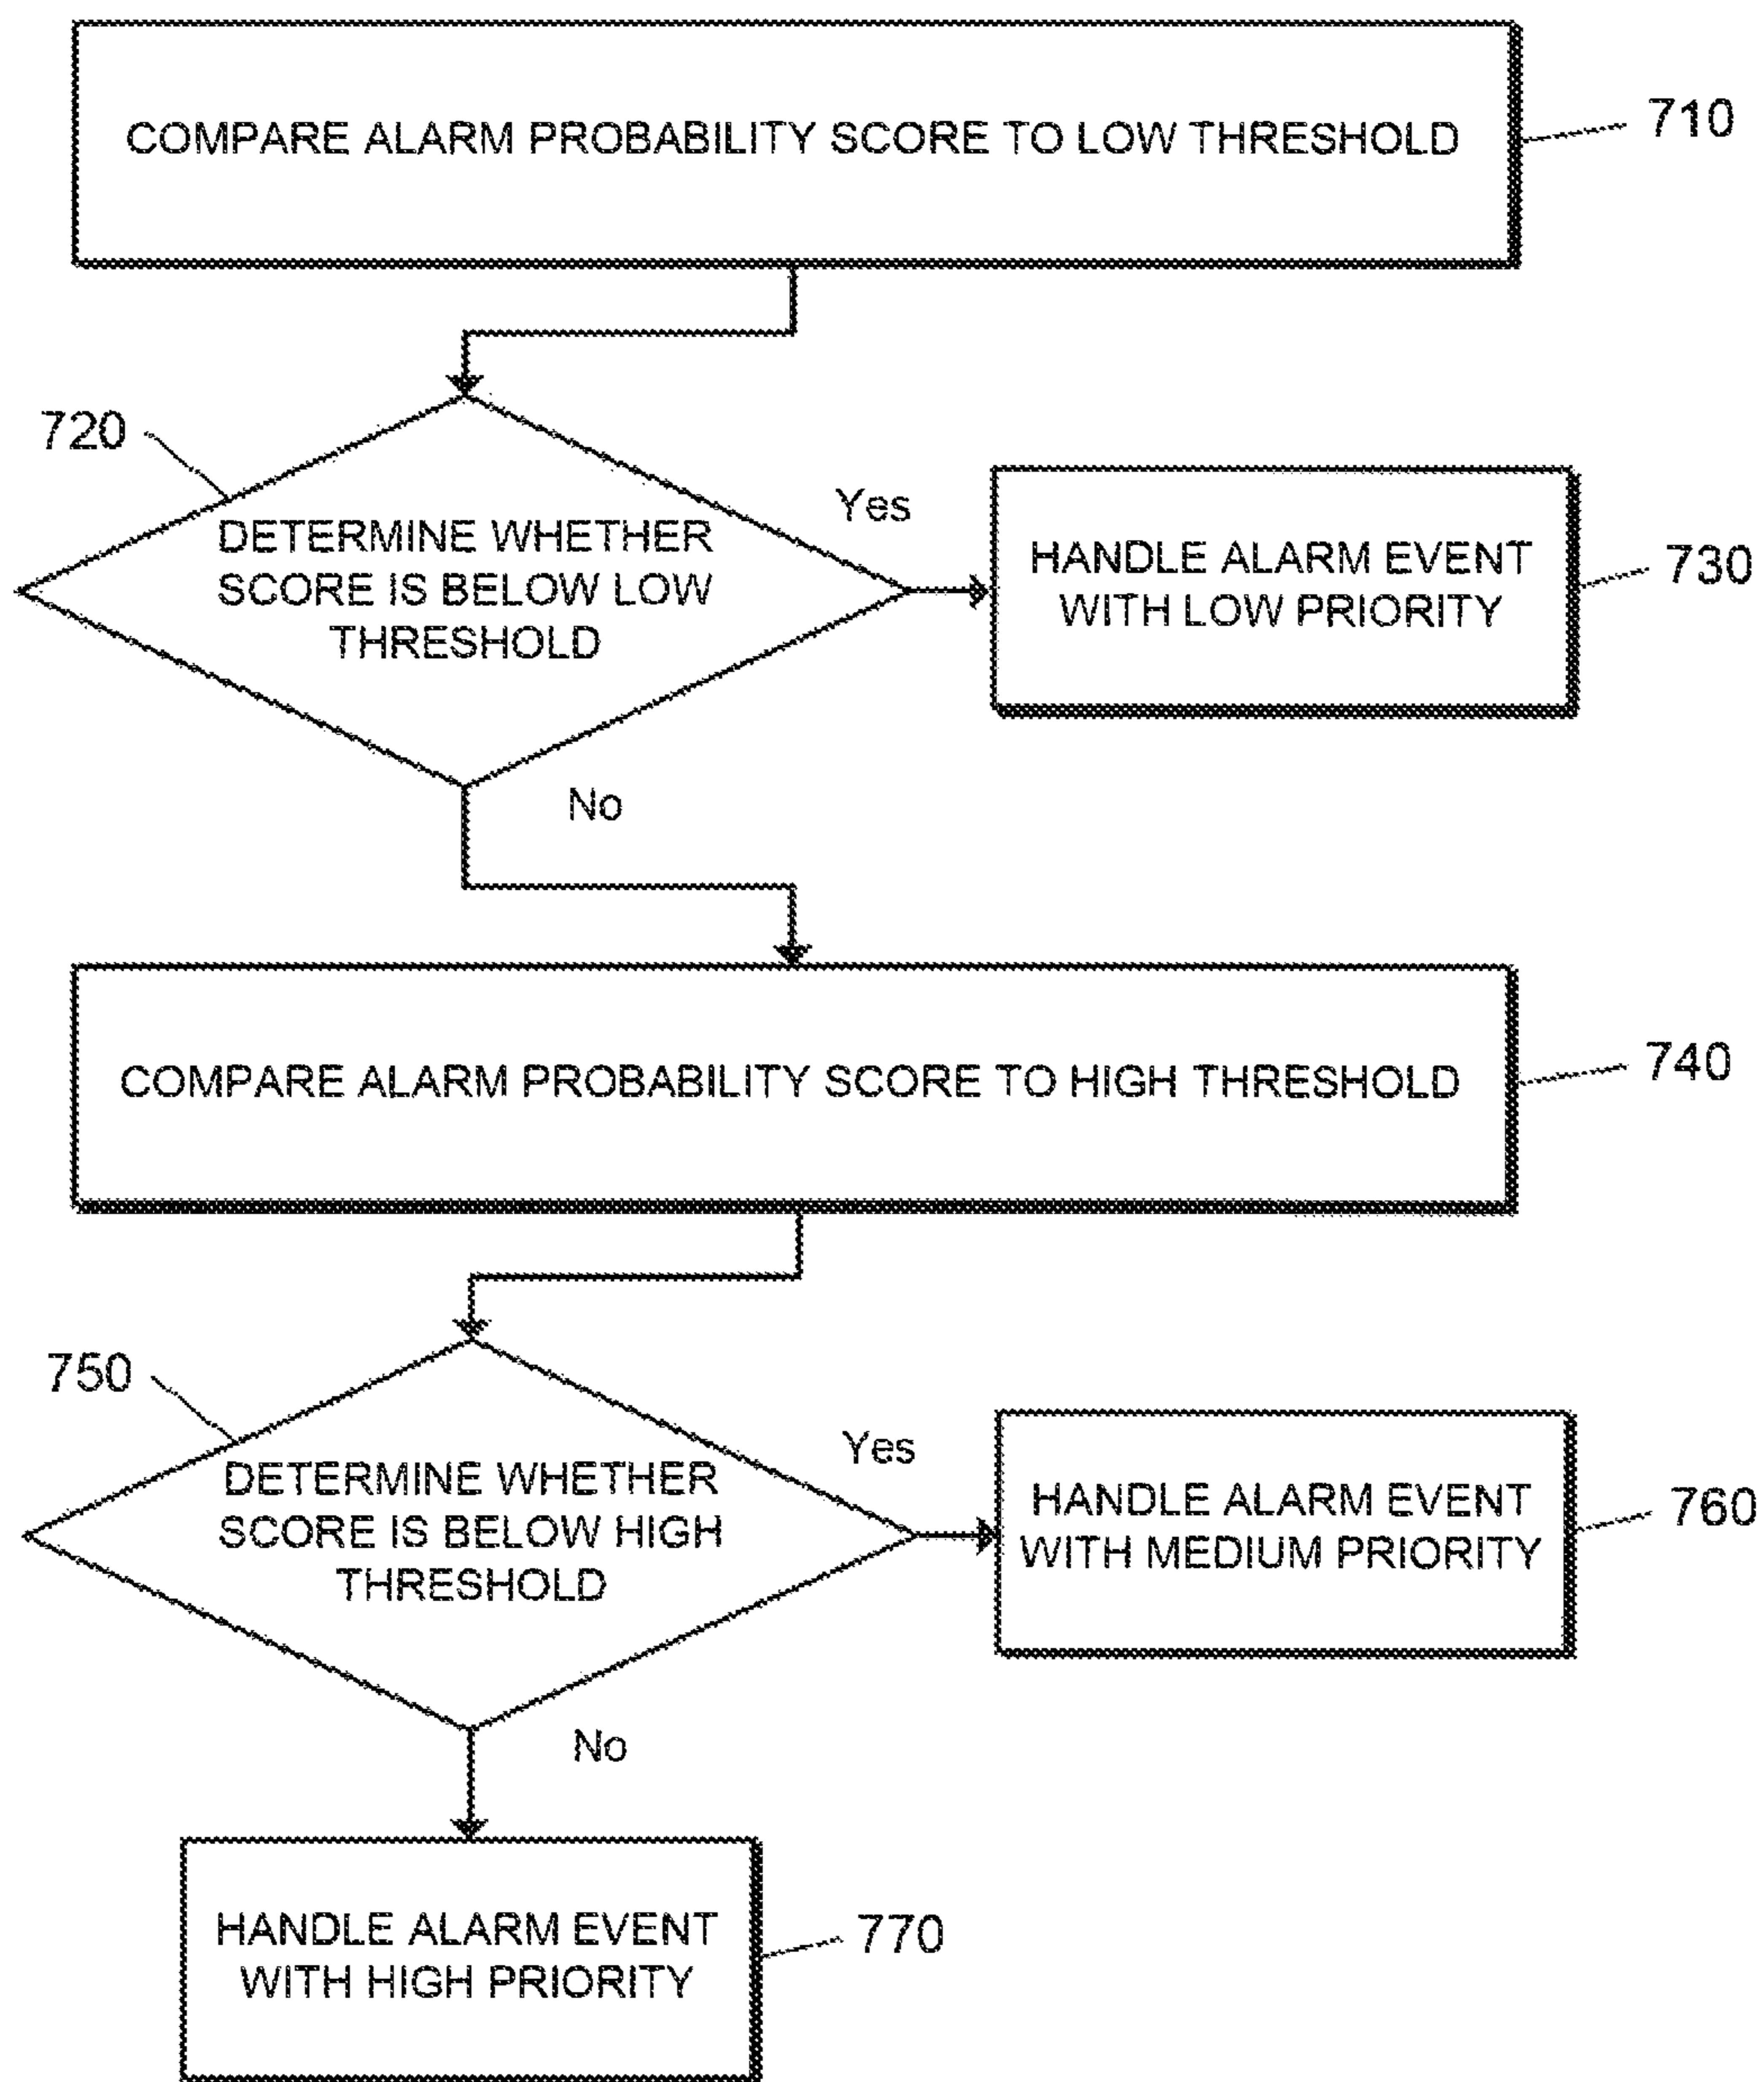 COMPARE ALARM PROBABILITY SCORE TO LOW THRESHOLD
710
720
DETERMINE WHETHER
SCORE IS BELOW LOW
THRESHOLD
Yes
HANDLE ALARM EVENT
WITH LOW PRIORITY
730
No
COMPARE ALARM PROBABILITY SCORE TO HIGH THRESHOLD
740
750
DETERMINE WHETHER
SCORE IS BELOW HIGH
THRESHOLD
Yes
HANDLE ALARM EVENT
WITH MEDIUM PRIORITY
760
No
HANDLE ALARM EVENT
WITH HIGH PRIORITY
770